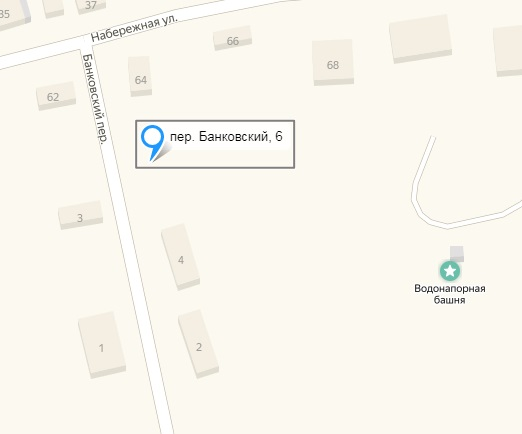 35
37
Набережная ул.
66
68
64
62
Банковский пер.
пер. Банковский, 6
3
4
Водонапорная
башня
1
2